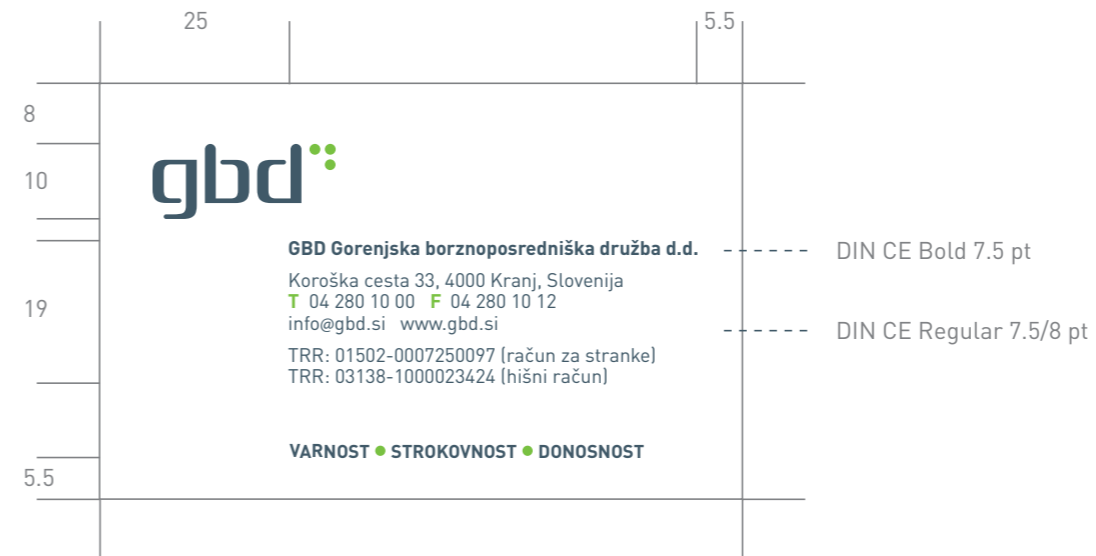 25 5.5
8
gbd
10
GBD Gorenjska borznoposredniška družba d.d. DIN CE Bold 7.5 pt
Koroška cesta 33, 4000 Kranj, Slovenija
T 04 280 10 00 F 04 280 10 12
19
info@gbd.si www.gbd.si DIN CE Regular 7.5/8 pt
TRR: 01502-0007250097 (račun za stranke)
TRR: 03138-1000023424 (hišni račun)
VARNOST ● STROKOVNOST ● DONOSNOST
5.5